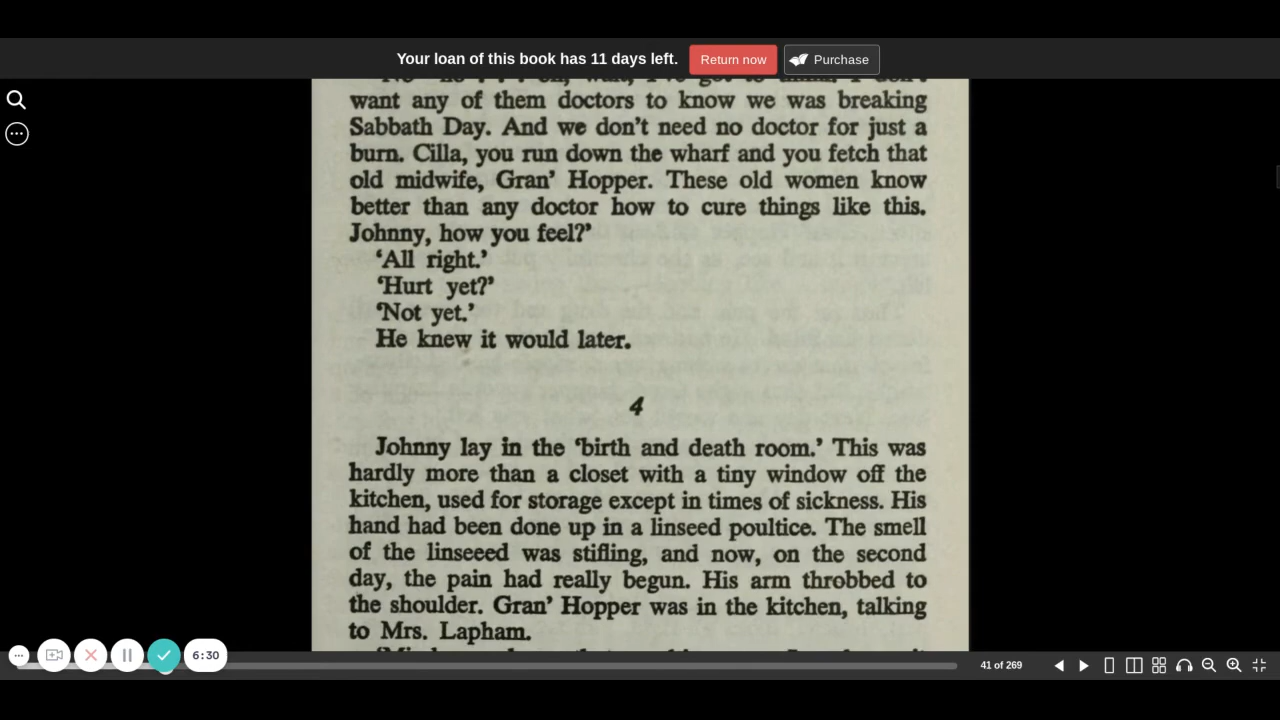 Your loan of this book has 11 days left. Return now Purchase
want any of them doctors to know we was breaking
Sabbath Day. And we don't need no doctor for just a
burn. Cilla, you run down the wharf and you fetch that
old midwife, Gran' Hopper. These old women know
better than any doctor how to cure things like this.
Johnny, how you feel?'
'All right.'
'Hurt yet?'
'Not yet.'
He knew it would later.
4
Johnny lay in the 'birth and death room.' This was
hardly more than a closet with a tiny window off the
kitchen, used for storage except in times of sickness. His
hand had been done up in a linseed poultice. The smell
of the linseeed was stifling, and now, on the second
day, the pain had really begun. His arm throbbed to
the shoulder. Gran' Hopper was in the kitchen, talking
to Mrs. Lapham.
6:30
41 of 269